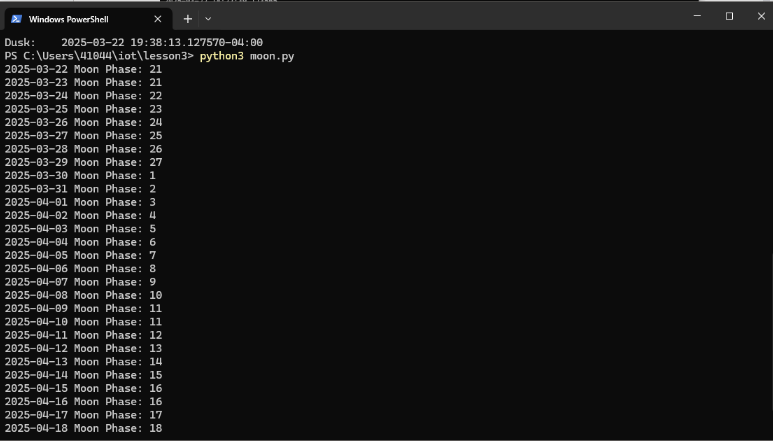 Windows PowerShell
Dusk:    2025-03-22 19:38:13.127570-04:00
PS C:\Users\41044\iot\lesson3> python3 moon.py
2025-03-22 Moon Phase: 21
2025-03-23 Moon Phase: 21
2025-03-24 Moon Phase: 22
2025-03-25 Moon Phase: 23
2025-03-26 Moon Phase: 24
2025-03-27 Moon Phase: 25
2025-03-28 Moon Phase: 26
2025-03-29 Moon Phase: 27
2025-03-30 Moon Phase: 1
2025-03-31 Moon Phase: 2
2025-04-01 Moon Phase: 3
2025-04-02 Moon Phase: 4
2025-04-03 Moon Phase: 5
2025-04-04 Moon Phase: 6
2025-04-05 Moon Phase: 7
2025-04-06 Moon Phase: 8
2025-04-07 Moon Phase: 9
2025-04-08 Moon Phase: 10
2025-04-09 Moon Phase: 11
2025-04-10 Moon Phase: 11
2025-04-11 Moon Phase: 12
2025-04-12 Moon Phase: 13
2025-04-13 Moon Phase: 14
2025-04-14 Moon Phase: 15
2025-04-15 Moon Phase: 16
2025-04-16 Moon Phase: 16
2025-04-17 Moon Phase: 17
2025-04-18 Moon Phase: 18